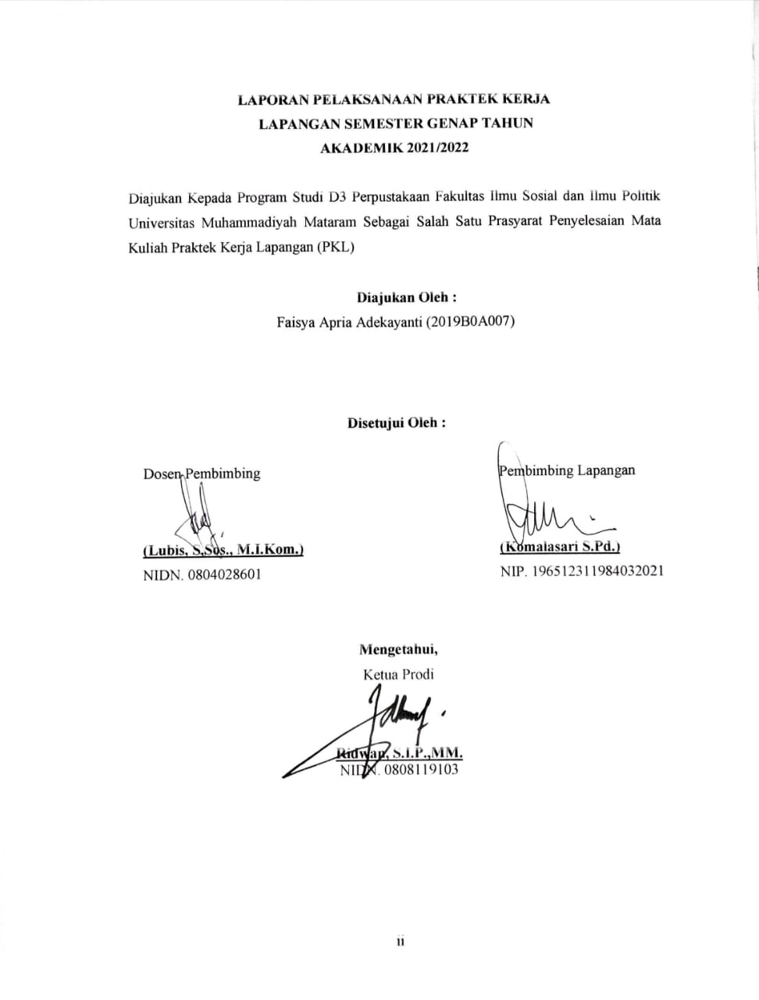 LAPORAN PELAKSANAAN PRAKTEK KERJA
LAPANGAN SEMESTER GENAP TAHUN
AKADEMIK 2021/2022
Diajukan Kepada Program Studi D3 Perpustakaan Fakultas Ilmu Sosial dan Ilmu Politik
Universitas Muhammadiyah Mataram Sebagai Salah Satu Prasyarat Penyelesaian Mata
Kuliah Praktek Kerja Lapangan (PKL)
Diajukan Oleh :
Faisya Apria Adekayanti (2019B0A007)
Disetujui Oleh :
Dosen Pembimbing
(Lubis, S,Sos., M.I.Kom.)
NIDN. 0804028601
Pembimbing Lapangan
(Komalasari S.Pd.)
NIP. 196512311984032021
Mengetahui,
Ketua Prodi
Ridwan, S.I.P.,MM.
NIDN. 0808119103
ii